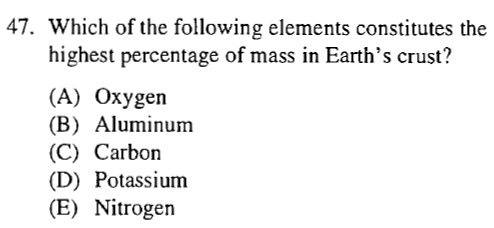 47. Which of the following elements constitutes the
highest percentage of mass in Earth's crust?
(A) Oxygen
(B) Aluminum
(C) Carbon
(D) Potassium
(E) Nitrogen